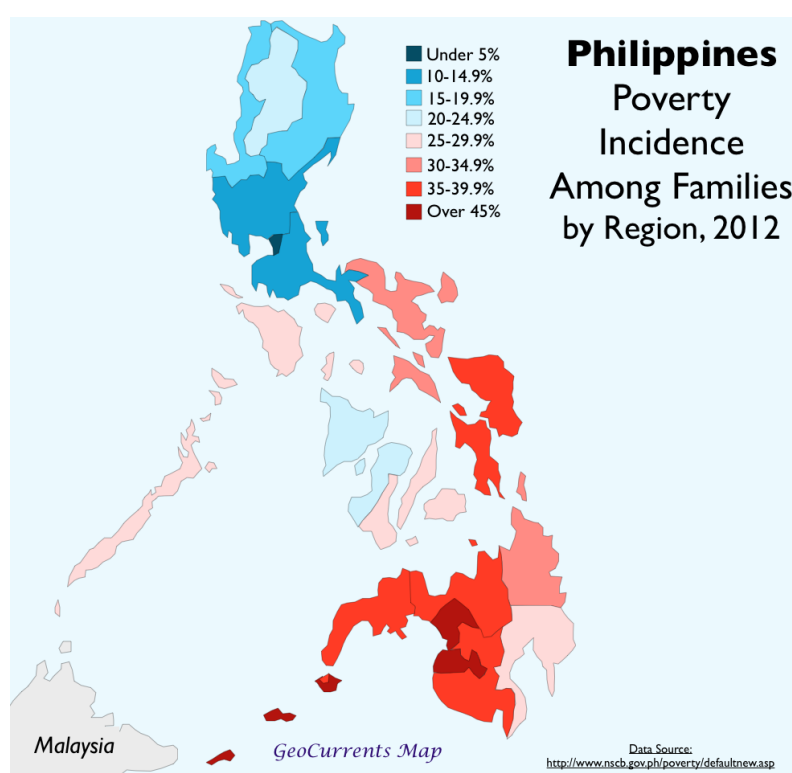 Philippines
Poverty
Incidence
Among Families
by Region, 2012
Under 5%
10-14.9%
15-19.9%
20-24.9%
25-29.9%
30-34.9%
35-39.9%
Over 45%
Malaysia
GeoCurrents Map
Data Source:
http://www.nscb.gov.ph/poverty/defaultnew.asp